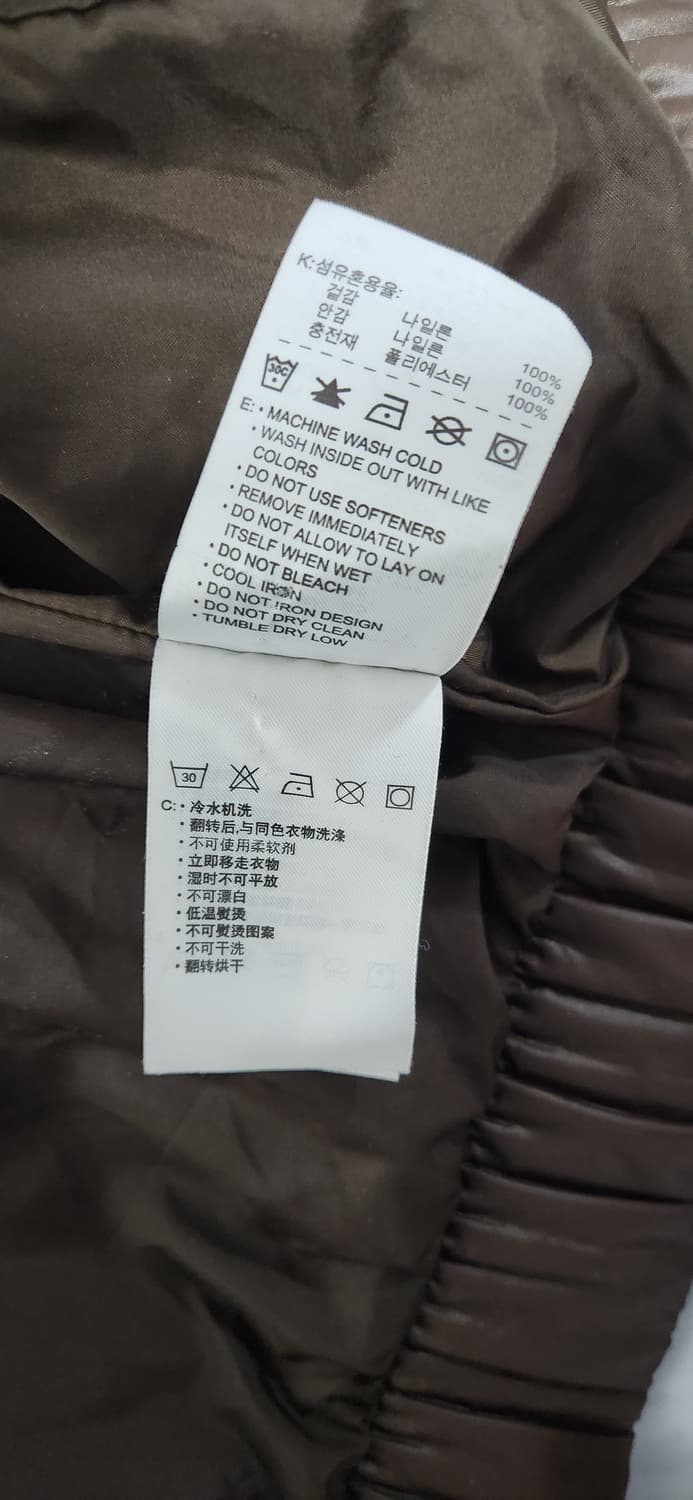 K:섬유혼용율:
겉감 나일론 100%
안감 나일론 100%
충전재 폴리에스터 100%
30C
E: • MACHINE WASH COLD
• WASH INSIDE OUT WITH LIKE
COLORS
• DO NOT USE SOFTENERS
• REMOVE IMMEDIATELY
• DO NOT ALLOW TO LAY ON
ITSELF WHEN WET
• DO NOT BLEACH
• COOL IRON
• DO NOT IRON DESIGN
• DO NOT DRY CLEAN
• TUMBLE DRY LOW
30
C: • 冷水机洗
• 翻转后,与同色衣物洗涤
• 不可使用柔软剂
• 立即移走衣物
• 湿时不可平放
• 不可漂白
• 低温熨烫
• 不可熨烫图案
• 不可干洗
• 翻转烘干